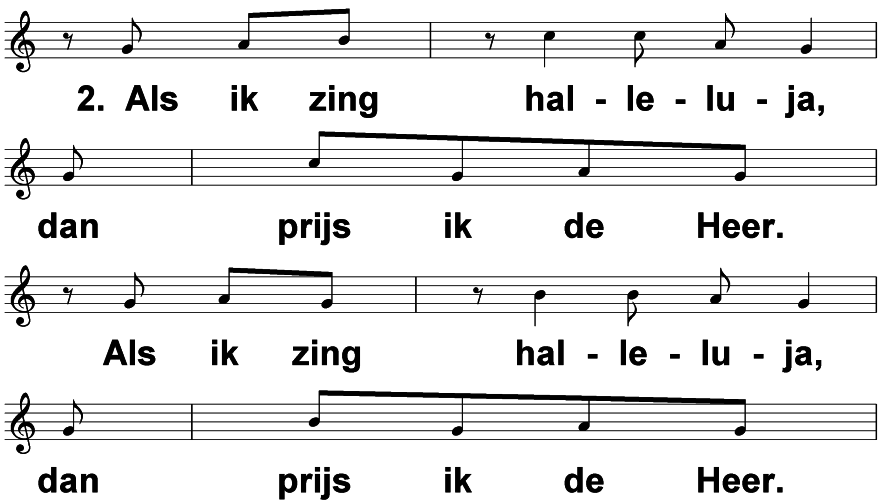 2. Als ik zing hal - le - lu - ja,
dan prijs ik de Heer.
Als ik zing hal - le - lu - ja,
dan prijs ik de Heer.